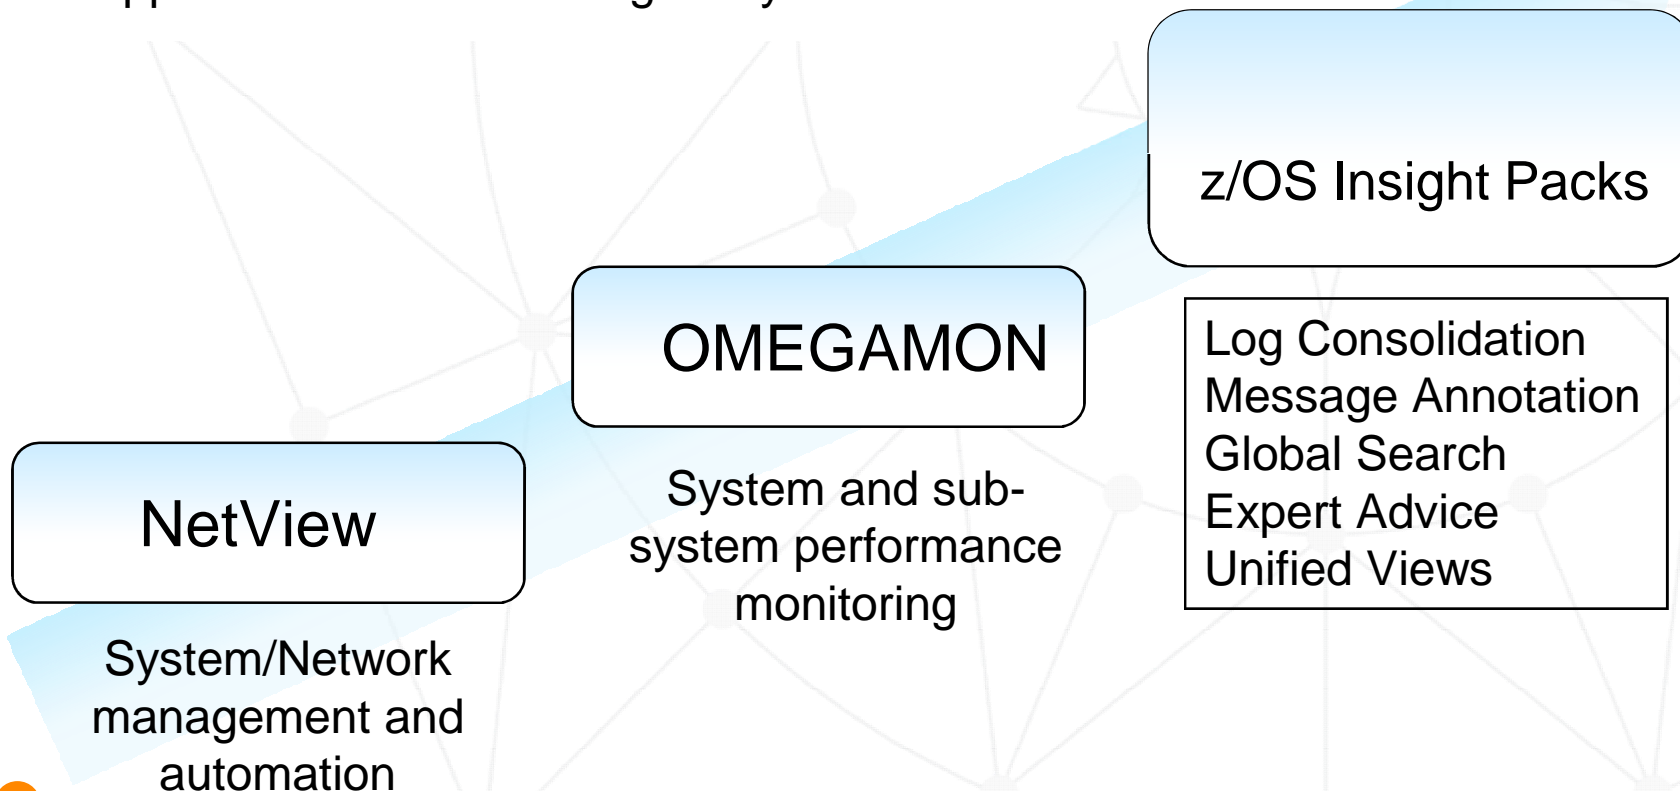 z/OS Insight Packs
OMEGAMON
Log Consolidation
Message Annotation
Global Search
Expert Advice
Unified Views
System and sub-
system performance
monitoring
NetView
System/Network
management and
automation